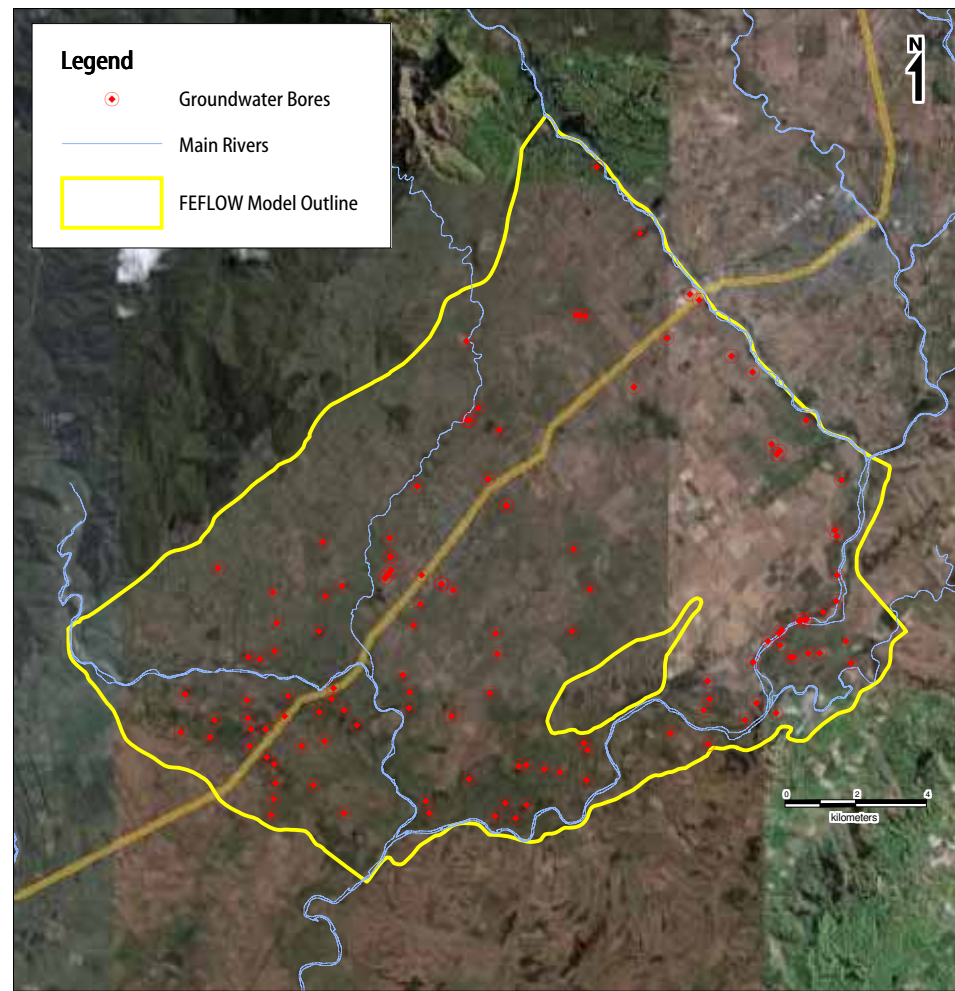 Legend
Groundwater Bores
Main Rivers
FEFLOW Model Outline
N
0 2 4
kilometers